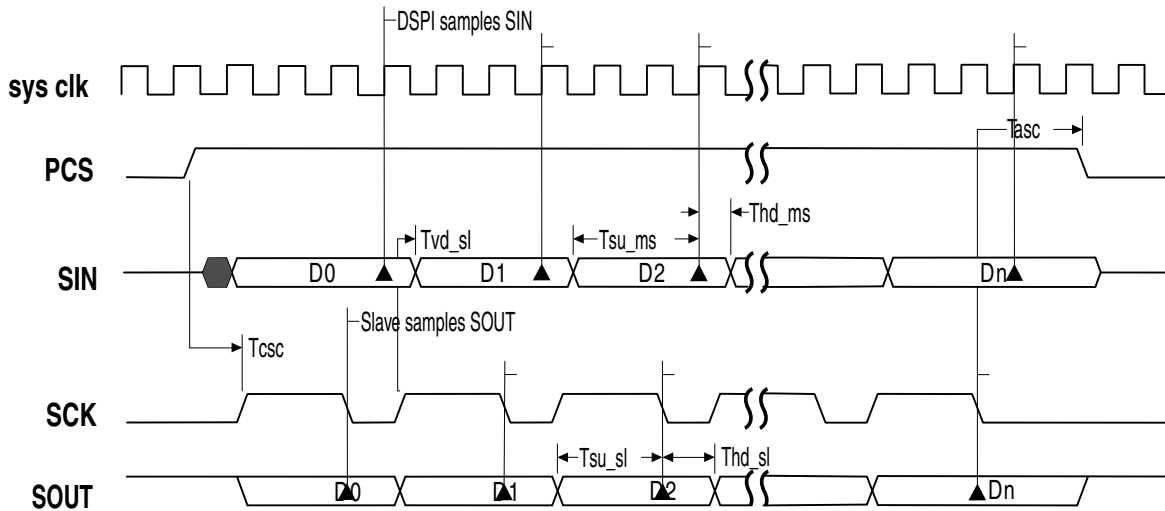 DSPI samples SIN
sys clk
Tasc
PCS
Thd_ms
Tvd_sl
Tsu_ms
SIN
D0
D1
D2
Dn
Slave samples SOUT
Tcsc
SCK
Tsu_sl
Thd_sl
SOUT
D0
D1
D2
Dn